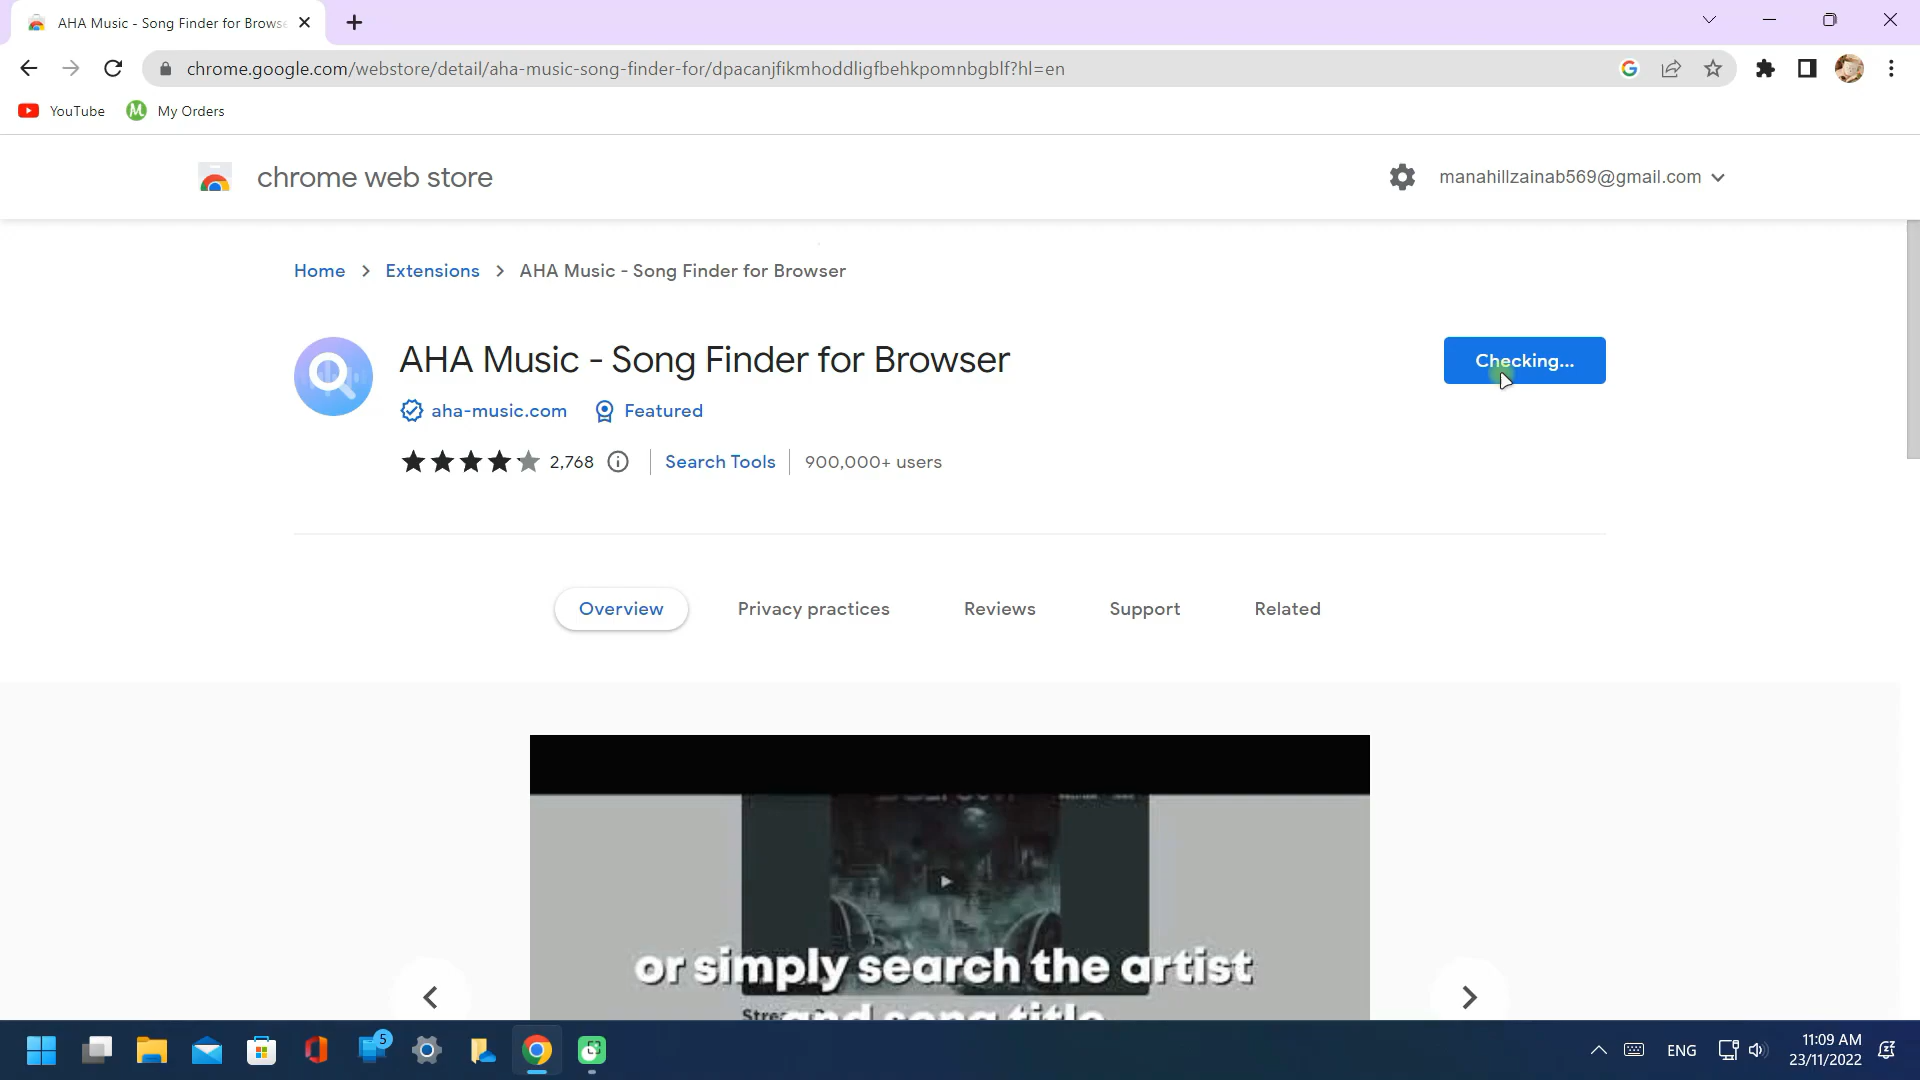 AHA Music - Song Finder for Browse
chrome.google.com/webstore/detail/aha-music-song-finder-for/dpacanjfikmhoddligfbehkpomnbgblf?hl=en
YouTube
M My Orders
chrome web store
manahillzainab569@gmail.com
Home > Extensions > AHA Music - Song Finder for Browser
AHA Music - Song Finder for Browser
Checking...
aha-music.com Featured
2,768 Search Tools 900,000+ users
Overview Privacy practices Reviews Support Related
or simply search the artist
and song title
5
ENG
11:09 AM
23/11/2022